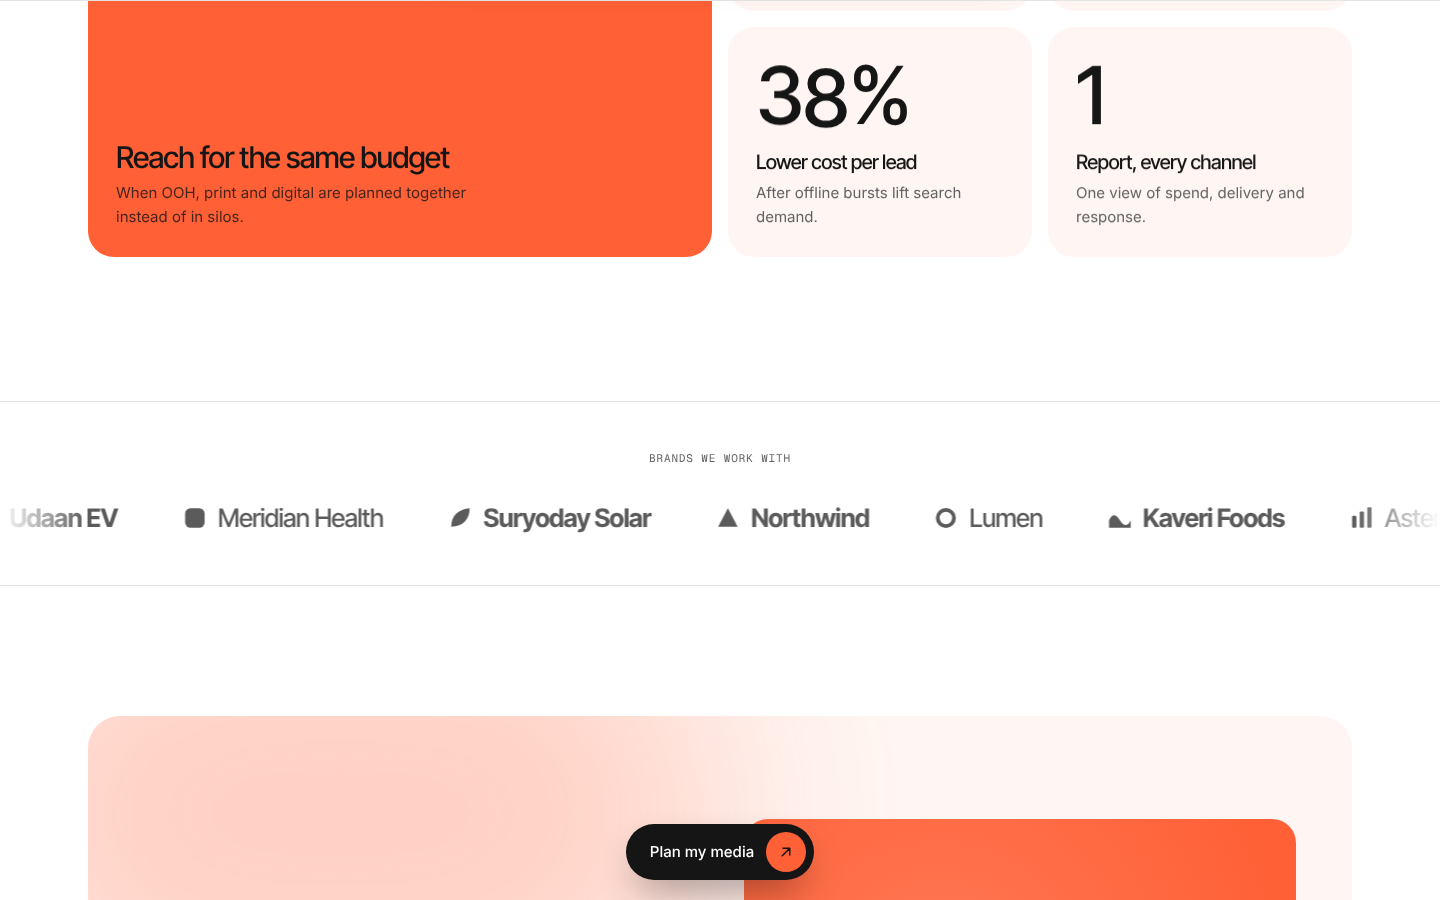 Reach for the same budget
When OOH, print and digital are planned together
instead of in silos.
38%
Lower cost per lead
After offline bursts lift search
demand.
1
Report, every channel
One view of spend, delivery and
response.
BRANDS WE WORK WITH
Udaan EV
Meridian Health
Suryoday Solar
Northwind
Lumen
Kaveri Foods
Plan my media